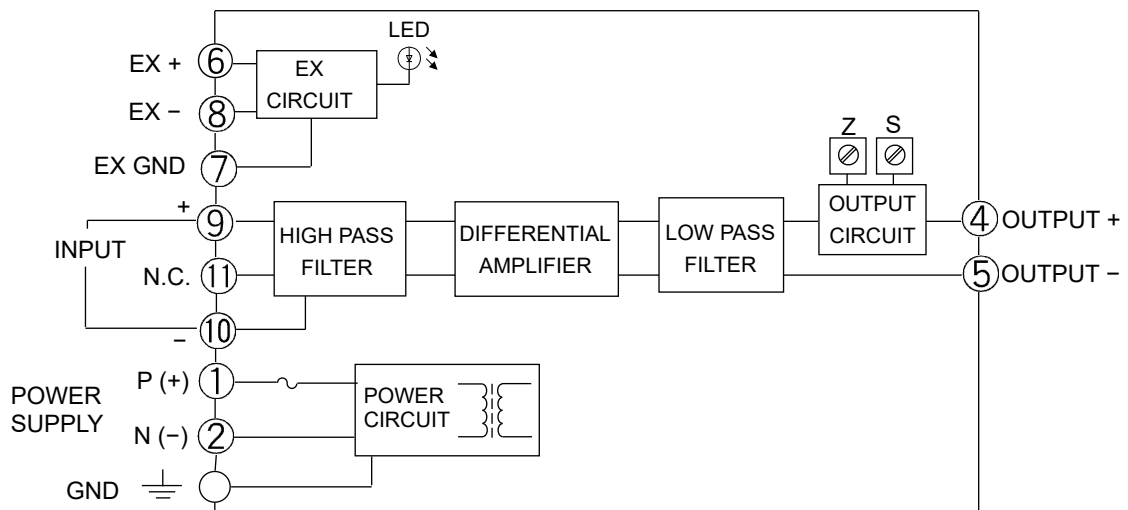 LED
EX + 6
EX CIRCUIT
EX − 8
EX GND 7
Z S
+ 9
INPUT
HIGH PASS FILTER
DIFFERENTIAL AMPLIFIER
LOW PASS FILTER
OUTPUT CIRCUIT
4 OUTPUT +
N.C. 11
5 OUTPUT −
− 10
POWER SUPPLY
P (+) 1
POWER CIRCUIT
N (−) 2
GND